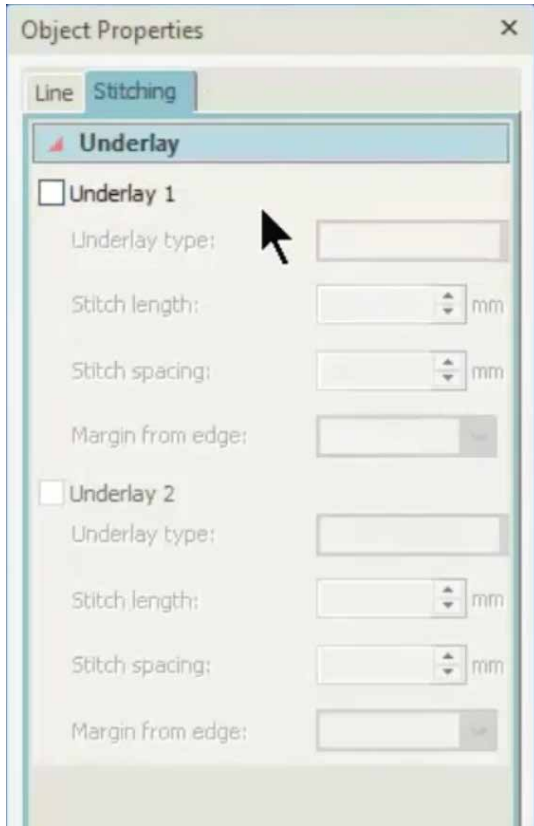 Object Properties
Line Stitching
Underlay
Underlay 1
Underlay type:
Stitch length: mm
Stitch spacing: mm
Margin from edge:
Underlay 2
Underlay type:
Stitch length: mm
Stitch spacing: mm
Margin from edge: